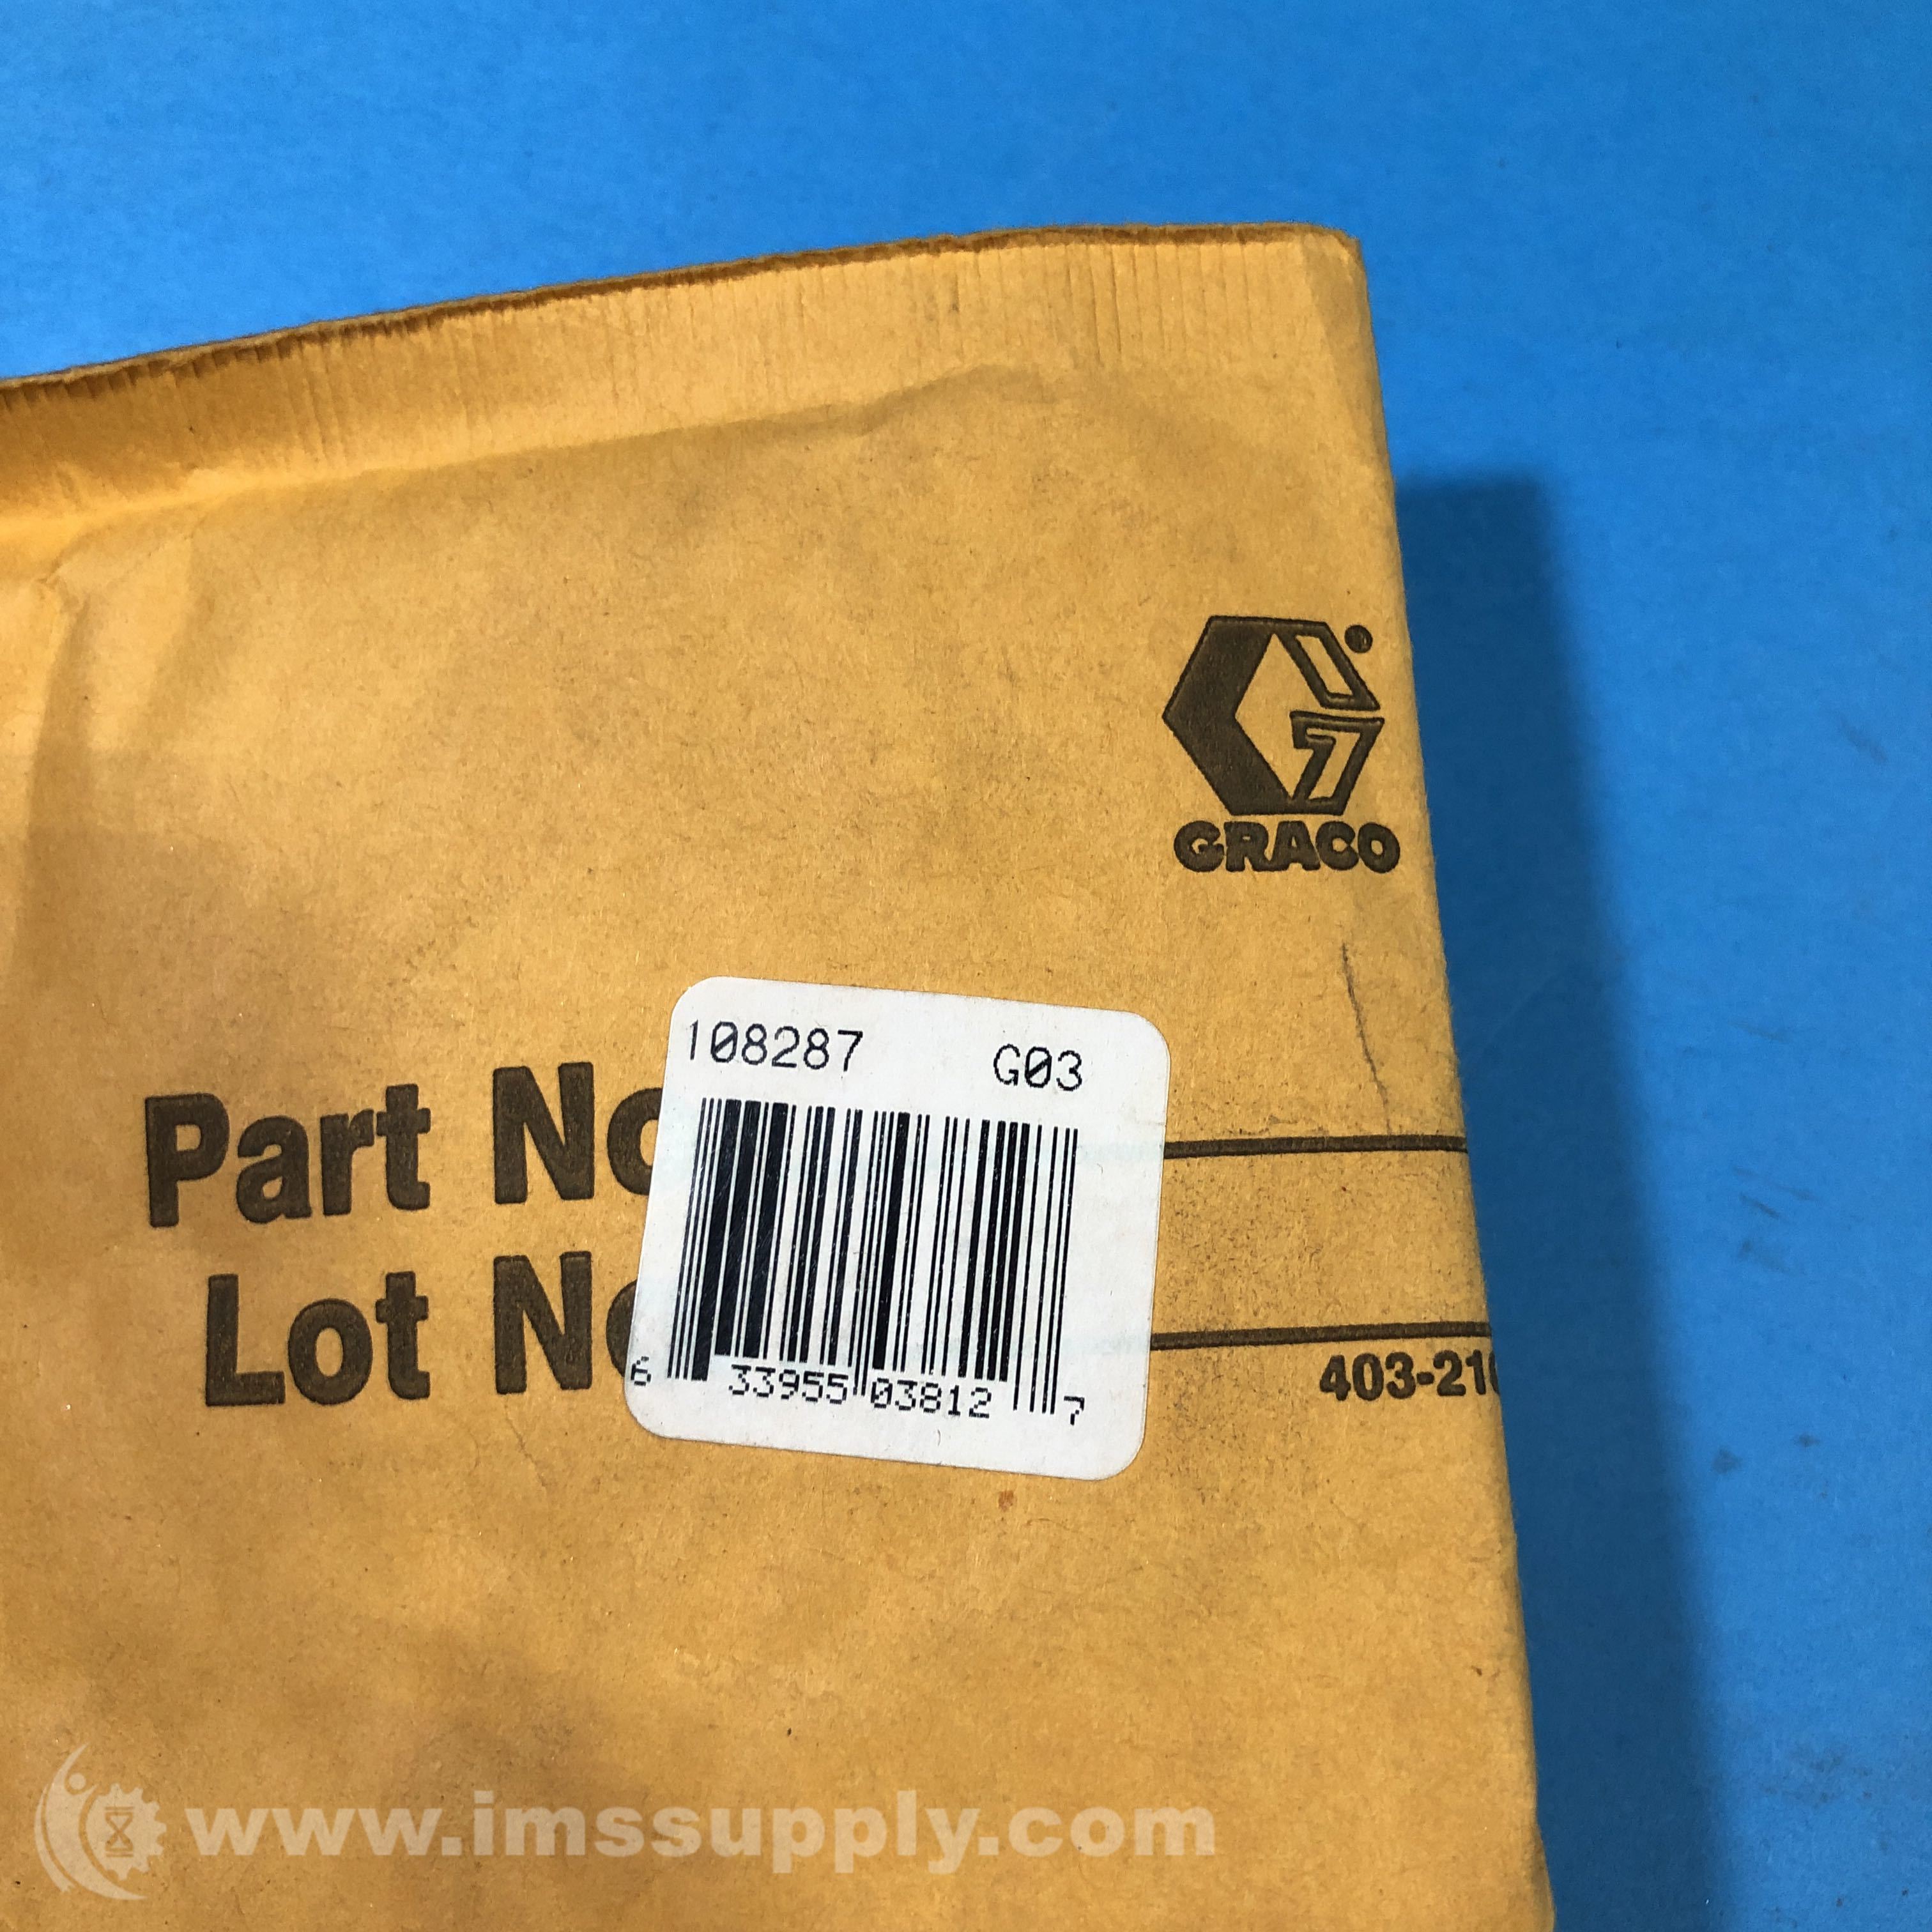 GRACO
108287 G03
Part No
Lot No
6 33955 03812 7
403-21
www.imssupply.com